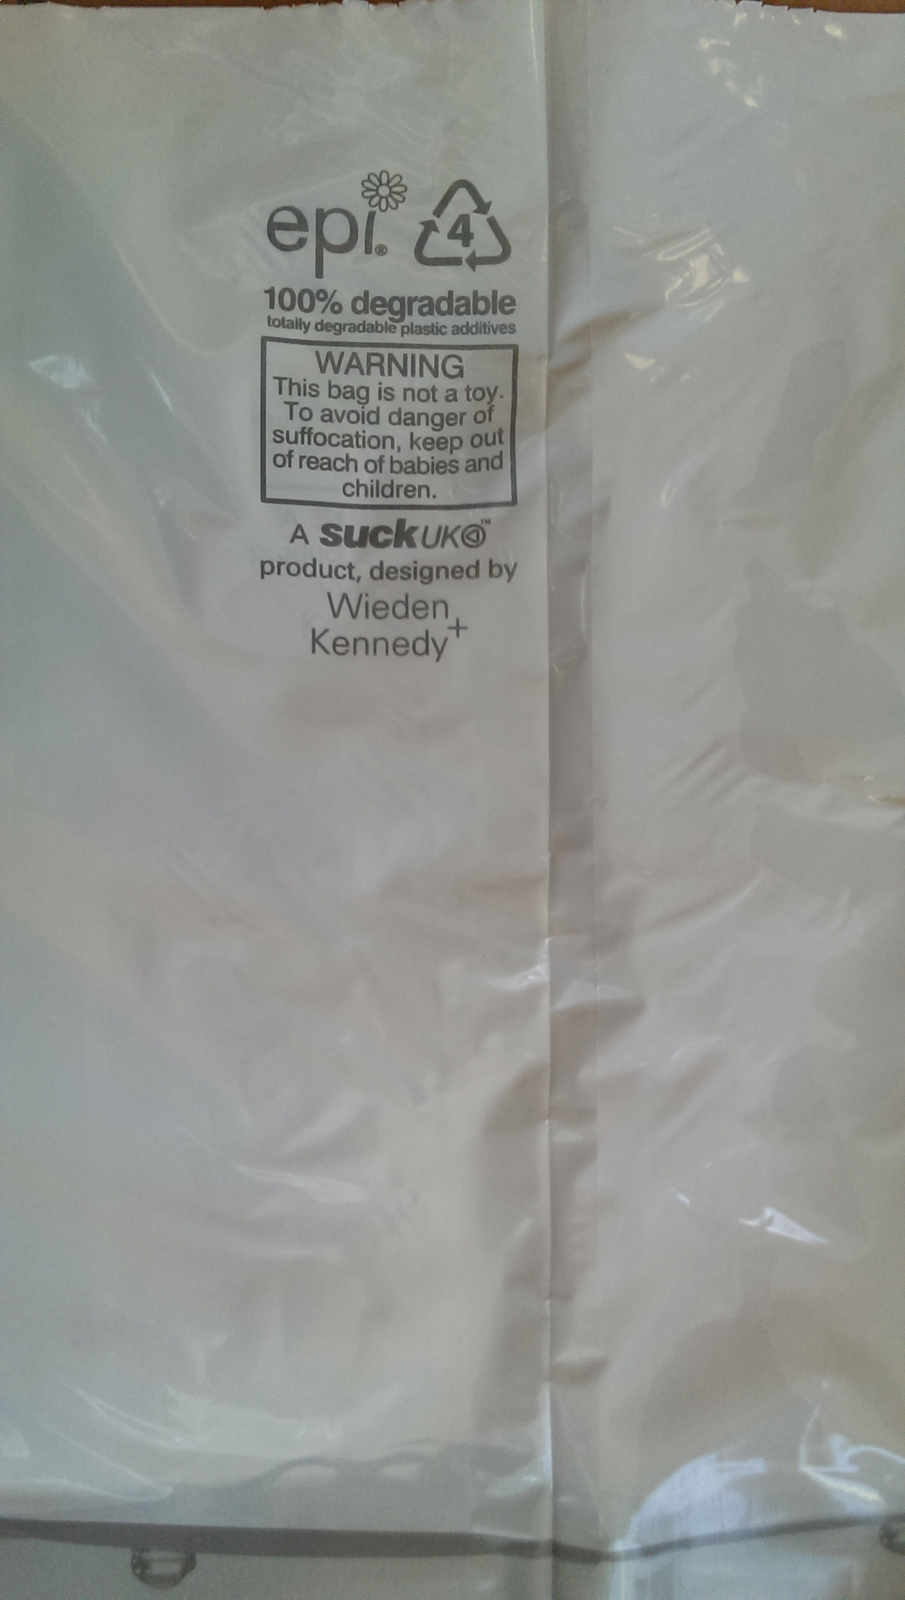 epi.®
4
100% degradable
totally degradable plastic additives
WARNING
This bag is not a toy.
To avoid danger of
suffocation, keep out
of reach of babies and
children.
A suckUK™
product, designed by
Wieden
Kennedy+